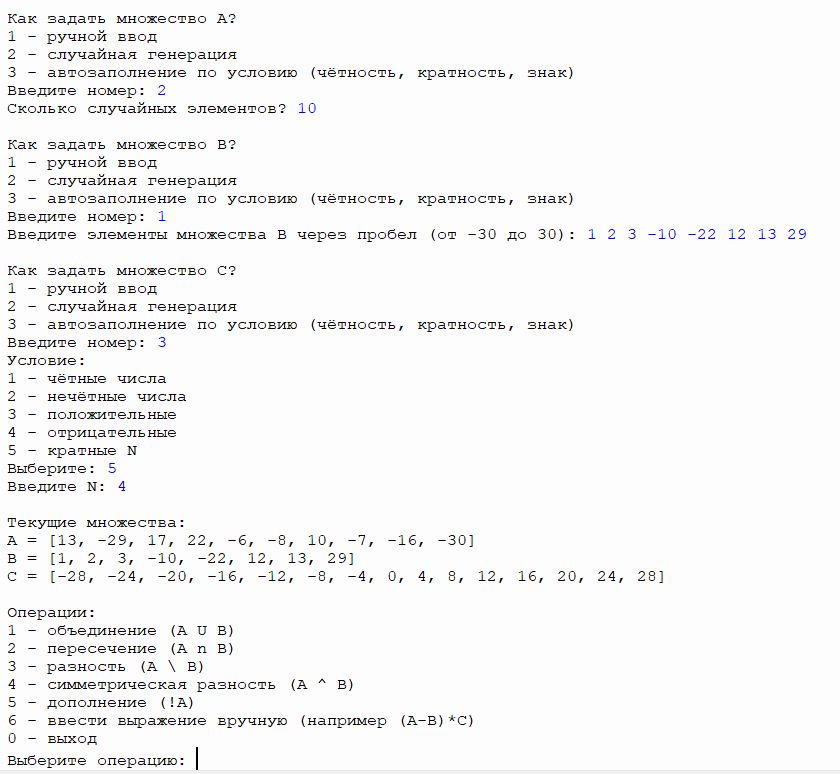 Как задать множество A?
1 - ручной ввод
2 - случайная генерация
3 - автозаполнение по условию (чётность, кратность, знак)
Введите номер: 2
Сколько случайных элементов? 10
Как задать множество B?
1 - ручной ввод
2 - случайная генерация
3 - автозаполнение по условию (чётность, кратность, знак)
Введите номер: 1
Введите элементы множества B через пробел (от -30 до 30): 1 2 3 -10 -22 12 13 29
Как задать множество C?
1 - ручной ввод
2 - случайная генерация
3 - автозаполнение по условию (чётность, кратность, знак)
Введите номер: 3
Условие:
1 - чётные числа
2 - нечётные числа
3 - положительные
4 - отрицательные
5 - кратные N
Выберите: 5
Введите N: 4
Текущие множества:
A = [13, -29, 17, 22, -6, -8, 10, -7, -16, -30]
B = [1, 2, 3, -10, -22, 12, 13, 29]
C = [-28, -24, -20, -16, -12, -8, -4, 0, 4, 8, 12, 16, 20, 24, 28]
Операции:
1 - объединение (A U B)
2 - пересечение (A n B)
3 - разность (A \ B)
4 - симметрическая разность (A ^ B)
5 - дополнение (!A)
6 - ввести выражение вручную (например (A-B)*C)
0 - выход
Выберите операцию: